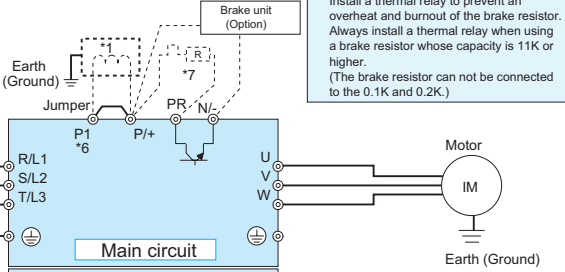 Brake unit
(Option)
Install a thermal relay to prevent an
overheat and burnout of the brake resistor.
Always install a thermal relay when using
a brake resistor whose capacity is 11K or
higher.
(The brake resistor can not be connected
to the 0.1K and 0.2K.)
*1
R
*7
Earth
(Ground)
Jumper
PR
N/-
P1
*6
P/+
R/L1
S/L2
T/L3
U
V
W
Motor
IM
Main circuit
Earth (Ground)